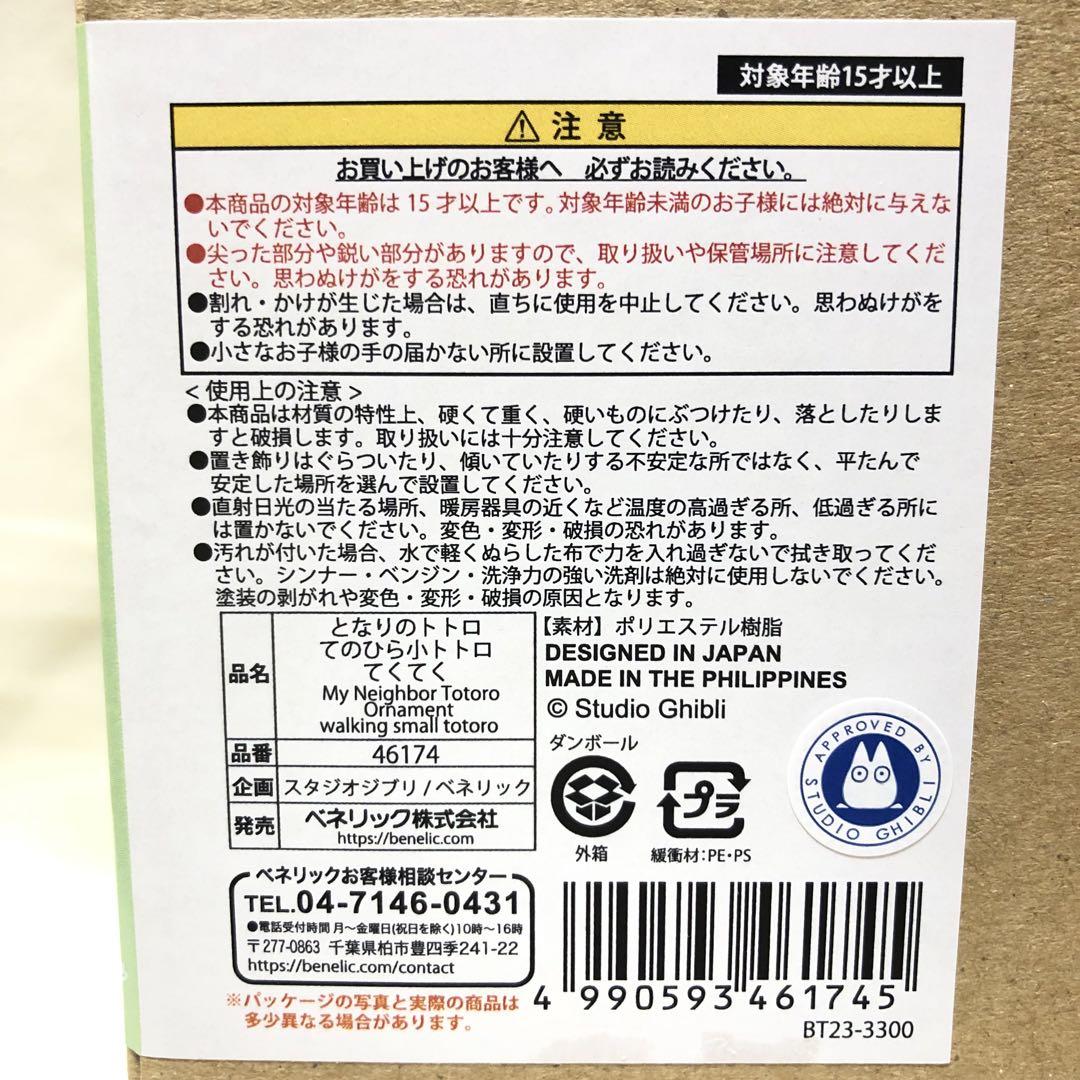 対象年齢15才以上
注 意
お買い上げのお客様へ 必ずお読みください。
●本商品の対象年齢は 15 才以上です。対象年齢未満のお子様には絶対に与えな
いでください。
●尖った部分や鋭い部分がありますので、取り扱いや保管場所に注意してくだ
さい。思わぬけがをする恐れがあります。
●割れ・かけが生じた場合は、直ちに使用を中止してください。思わぬけがを
する恐れがあります。
●小さなお子様の手の届かない所に設置してください。
< 使用上の注意 >
●本商品は材質の特性上、硬くて重く、硬いものにぶつけたり、落としたりしま
すと破損します。取り扱いには十分注意してください。
●置き飾りはぐらついたり、傾いていたりする不安定な所ではなく、平たんで
安定した場所を選んで設置してください。
●直射日光の当たる場所、暖房器具の近くなど温度の高過ぎる所、低過ぎる所に
は置かないでください。変色・変形・破損の恐れがあります。
●汚れが付いた場合、水で軽くぬらした布で力を入れ過ぎないで拭き取ってくだ
さい。シンナー・ベンジン・洗浄力の強い洗剤は絶対に使用しないでください。
塗装の剥がれや変色・変形・破損の原因となります。
品名
となりのトトロ
てのひら小トトロ
てくてく
My Neighbor Totoro
Ornament
walking small totoro
品番 46174
企画 スタジオジブリ / ベネリック
発売 ベネリック株式会社
https://benelic.com
【素材】ポリエステル樹脂
DESIGNED IN JAPAN
MADE IN THE PHILIPPINES
© Studio Ghibli
ダンボール
外箱
プラ
緩衝材：PE・PS
APPROVED BY
STUDIO GHIBLI
ベネリックお客様相談センター
TEL.04-7146-0431
●電話受付時間 月～金曜日(祝日を除く)10時～16時
〒277-0863 千葉県柏市豊四季241-22
https://benelic.com/contact
※パッケージの写真と実際の商品は
多少異なる場合があります。
4 990593 461745
BT23-3300